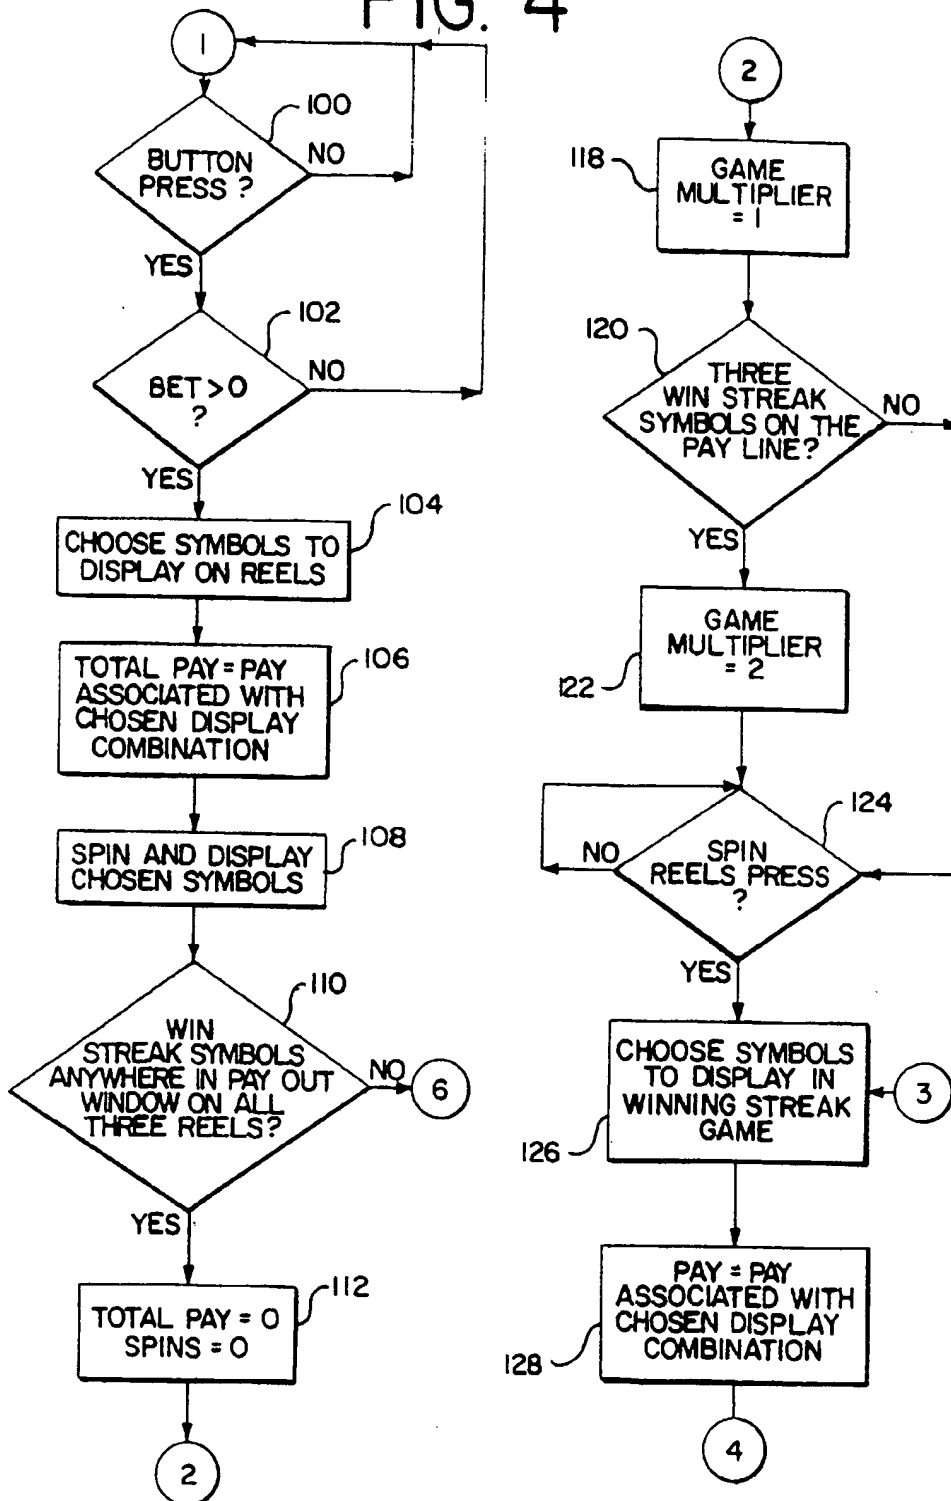 FIG. 4
1
100
BUTTON
PRESS ?
NO
YES
102
BET > 0
?
NO
YES
104
CHOOSE SYMBOLS TO
DISPLAY ON REELS
106
TOTAL PAY = PAY
ASSOCIATED WITH
CHOSEN DISPLAY
COMBINATION
108
SPIN AND DISPLAY
CHOSEN SYMBOLS
110
WIN
STREAK SYMBOLS
ANYWHERE IN PAY OUT
WINDOW ON ALL
THREE REELS?
NO
6
YES
112
TOTAL PAY = 0
SPINS = 0
2
2
118
GAME
MULTIPLIER
= 1
120
THREE
WIN STREAK
SYMBOLS ON THE
PAY LINE?
NO
YES
GAME
MULTIPLIER
= 2
122
124
SPIN
REELS PRESS
?
NO
YES
CHOOSE SYMBOLS
TO DISPLAY IN
WINNING STREAK
GAME
3
126
PAY = PAY
ASSOCIATED WITH
CHOSEN DISPLAY
COMBINATION
128
4